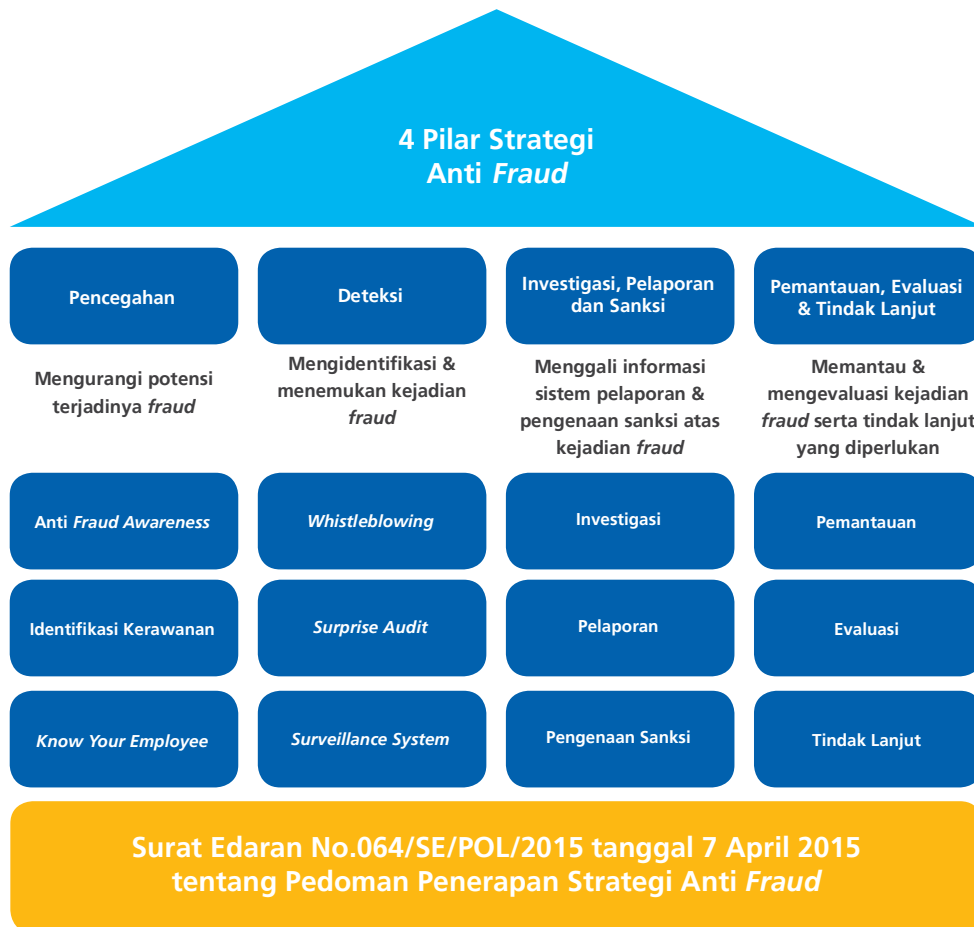 4 Pilar Strategi
Anti Fraud
Pencegahan
Deteksi
Investigasi, Pelaporan
dan Sanksi
Pemantauan, Evaluasi
& Tindak Lanjut
Mengurangi potensi
terjadinya fraud
Mengidentifikasi &
menemukan kejadian
fraud
Menggali informasi
sistem pelaporan &
pengenaan sanksi atas
kejadian fraud
Memantau &
mengevaluasi kejadian
fraud serta tindak lanjut
yang diperlukan
Anti Fraud Awareness
Whistleblowing
Investigasi
Pemantauan
Identifikasi Kerawanan
Surprise Audit
Pelaporan
Evaluasi
Know Your Employee
Surveillance System
Pengenaan Sanksi
Tindak Lanjut
Surat Edaran No.064/SE/POL/2015 tanggal 7 April 2015
tentang Pedoman Penerapan Strategi Anti Fraud